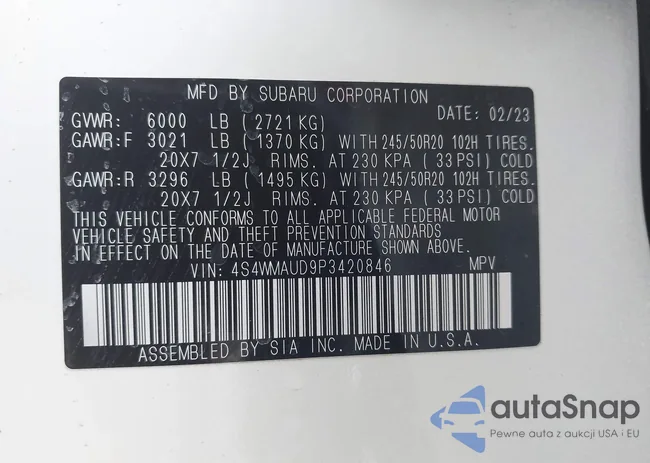 MFD BY SUBARU CORPORATION
DATE: 02/23
GVWR: 6000 LB (2721 KG)
GAWR:F 3021 LB (1370 KG) WITH 245/50R20 102H TIRES.
20X7 1/2J RIMS. AT 230 KPA (33 PSI) COLD
GAWR:R 3296 LB (1495 KG) WITH 245/50R20 102H TIRES.
20X7 1/2J RIMS. AT 230 KPA (33 PSI) COLD
THIS VEHICLE CONFORMS TO ALL APPLICABLE FEDERAL MOTOR
VEHICLE SAFETY AND THEFT PREVENTION STANDARDS
IN EFFECT ON THE DATE OF MANUFACTURE SHOWN ABOVE.
VIN: 4S4WMAUD9P3420846 MPV
ASSEMBLED BY SIA INC. MADE IN U.S.A.
autaSnap
Pewne auta z aukcji USA i EU